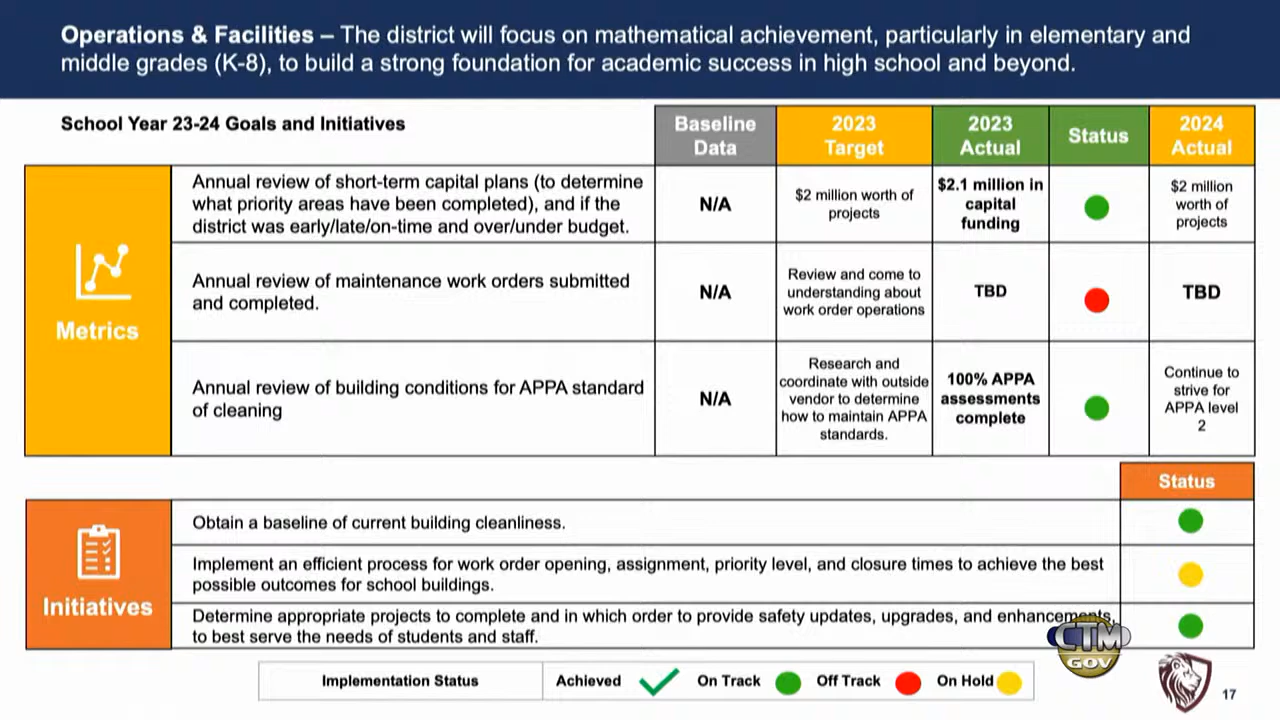 Operations & Facilities – The district will focus on mathematical achievement, particularly in elementary and
middle grades (K-8), to build a strong foundation for academic success in high school and beyond.
School Year 23-24 Goals and Initiatives
Baseline
Data
2023
Target
2023
Actual
Status
2024
Actual
Metrics
Annual review of short-term capital plans (to determine
what priority areas have been completed), and if the
district was early/late/on-time and over/under budget.
N/A
$2 million worth of
projects
$2.1 million in
capital
funding
$2 million
worth of
projects
Annual review of maintenance work orders submitted
and completed.
N/A
Review and come to
understanding about
work order operations
TBD
TBD
Annual review of building conditions for APPA standard
of cleaning
N/A
Research and
coordinate with outside
vendor to determine
how to maintain APPA
standards.
100% APPA
assessments
complete
Continue to
strive for
APPA level
2
Status
Initiatives
Obtain a baseline of current building cleanliness.
Implement an efficient process for work order opening, assignment, priority level, and closure times to achieve the best
possible outcomes for school buildings.
Determine appropriate projects to complete and in which order to provide safety updates, upgrades, and enhancements,
to best serve the needs of students and staff.
CTM
GOV
Implementation Status
Achieved
On Track
Off Track
On Hold
17